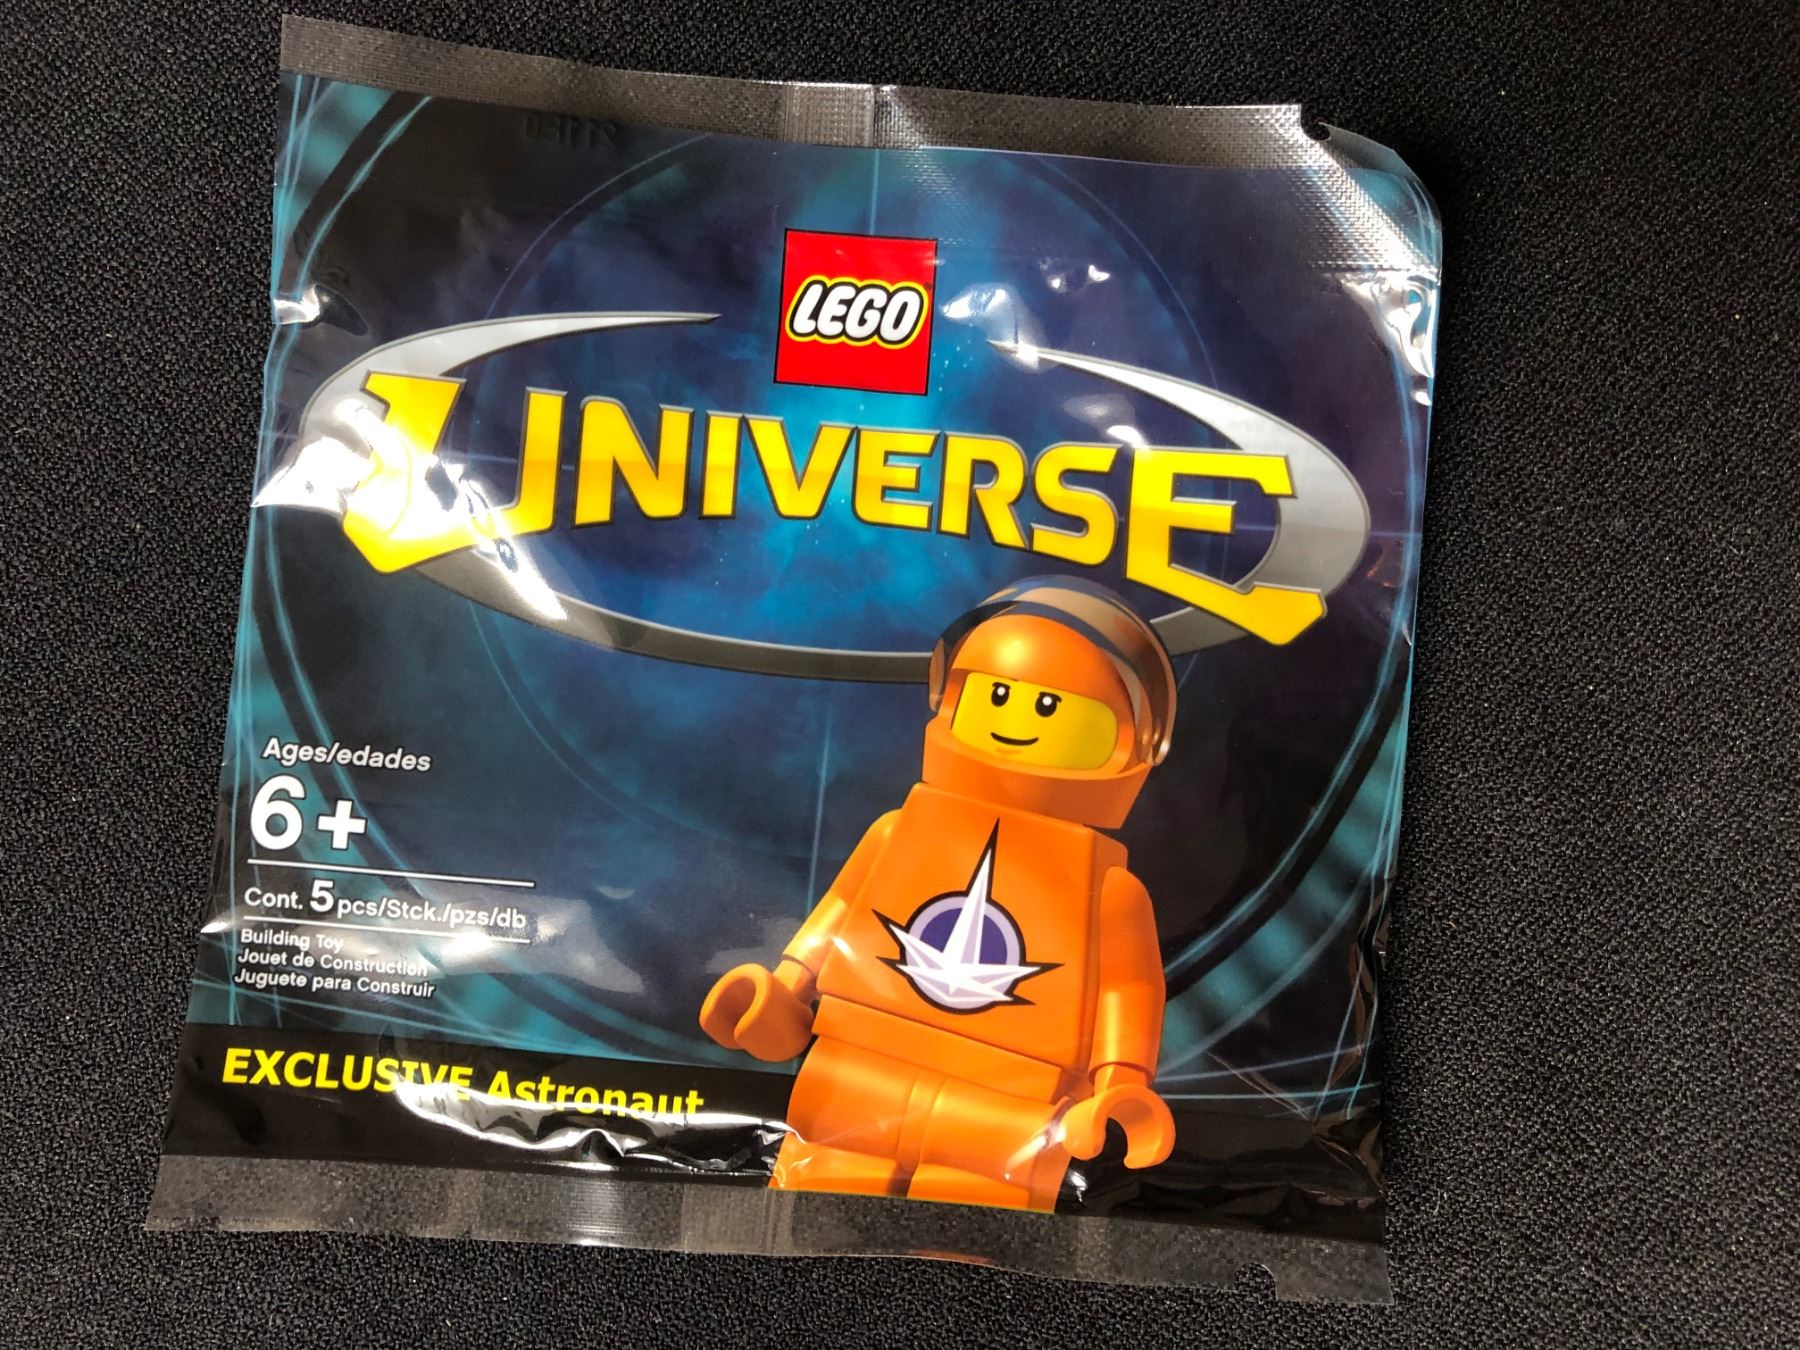 LEGO®
UNIVERSE
Ages/edades
6+
Cont. 5 pcs/Stck./pzs/db
Building Toy
Jouet de Construction
Juguete para Construir
EXCLUSIVE Astronaut